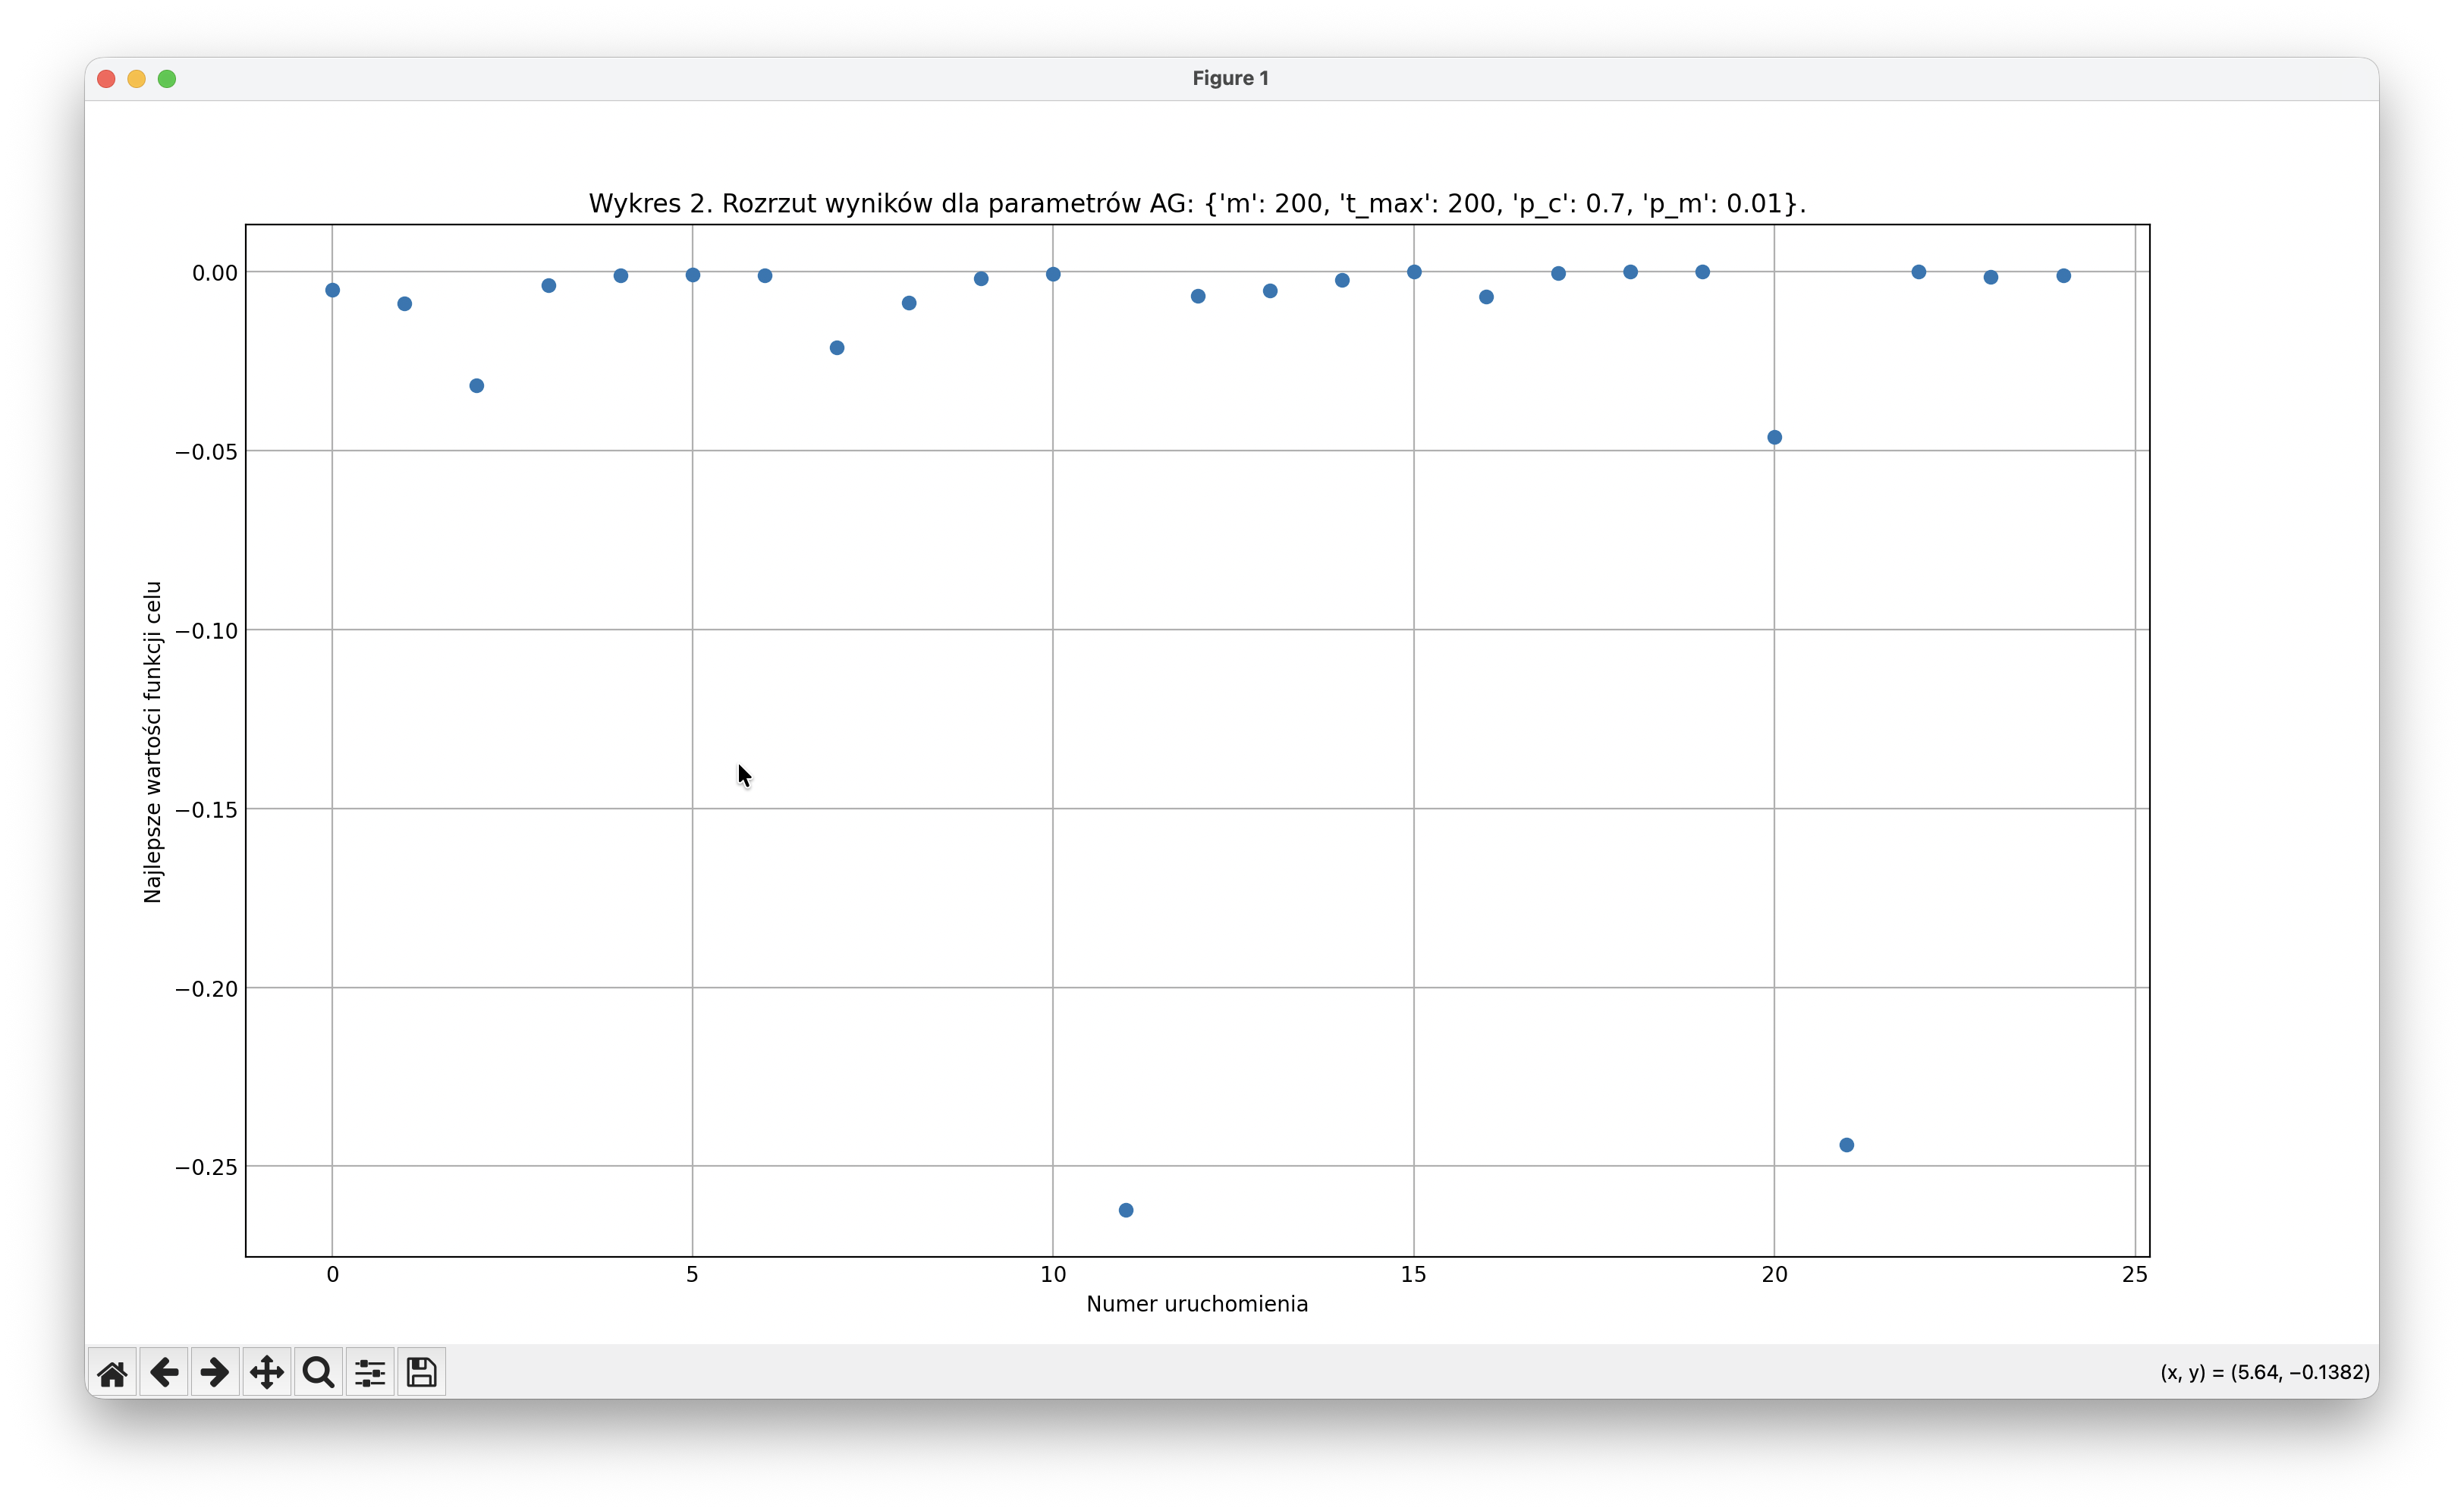 Figure 1
Wykres 2. Rozrzut wyników dla parametrów AG: {'m': 200, 't_max': 200, 'p_c': 0.7, 'p_m': 0.01}.
Najlepsze wartości funkcji celu
0.00
−0.05
−0.10
−0.15
−0.20
−0.25
0 5 10 15 20 25
Numer uruchomienia
(x, y) = (5.64, −0.1382)